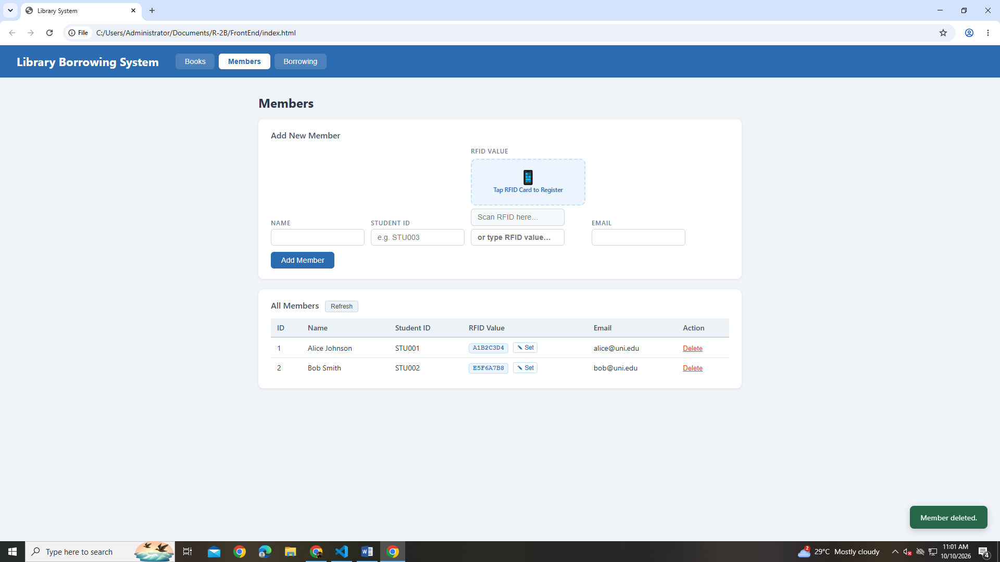 Library System
File
C:/Users/Administrator/Documents/R-2B/FrontEnd/index.html
Library Borrowing System
Books
Members
Borrowing
Members
Add New Member
RFID VALUE
Tap RFID Card to Register
Scan RFID here...
NAME
STUDENT ID
EMAIL
e.g. STU003
or type RFID value...
Add Member
All Members
Refresh
ID Name Student ID RFID Value Email Action
1 Alice Johnson STU001 A1B2C3D4 Set alice@uni.edu Delete
2 Bob Smith STU002 E5F6A7B8 Set bob@uni.edu Delete
Member deleted.
Type here to search
2
29°C Mostly cloudy
11:01 AM
10/10/2026
4